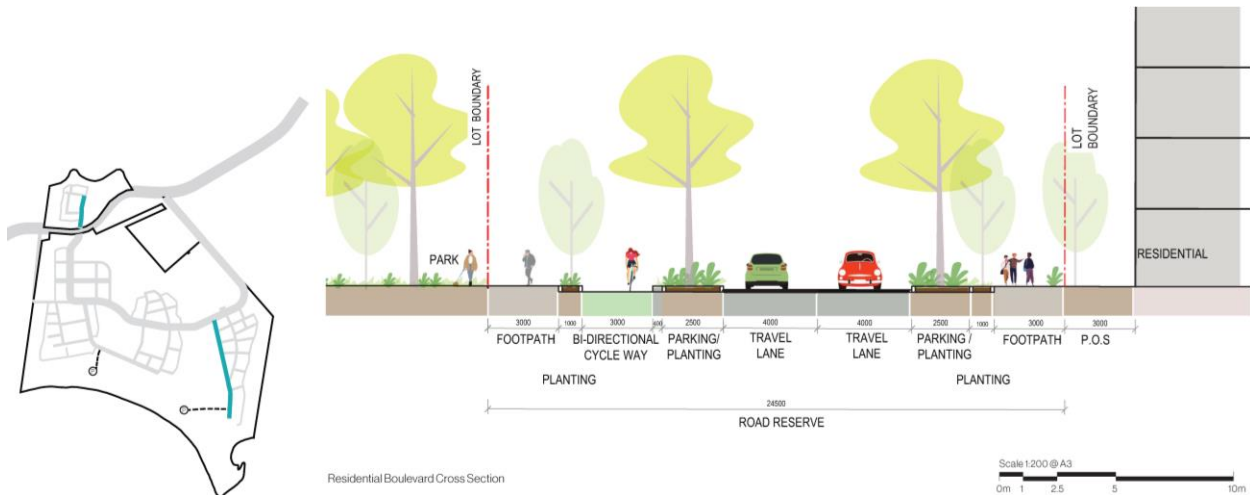 LOT BOUNDARY
LOT
BOUNDARY
PARK
RESIDENTIAL
3000
1000
3000
600
2500
4000
4000
2500
1000
3000
3000
FOOTPATH
BI-DIRECTIONAL
CYCLE WAY
PARKING/
PLANTING
TRAVEL
LANE
TRAVEL
LANE
PARKING /
PLANTING
FOOTPATH
P.O.S
PLANTING
PLANTING
24500
ROAD RESERVE
Residential Boulevard Cross Section
Scale 1:200 @ A3
0m 1 2.5 5 10m